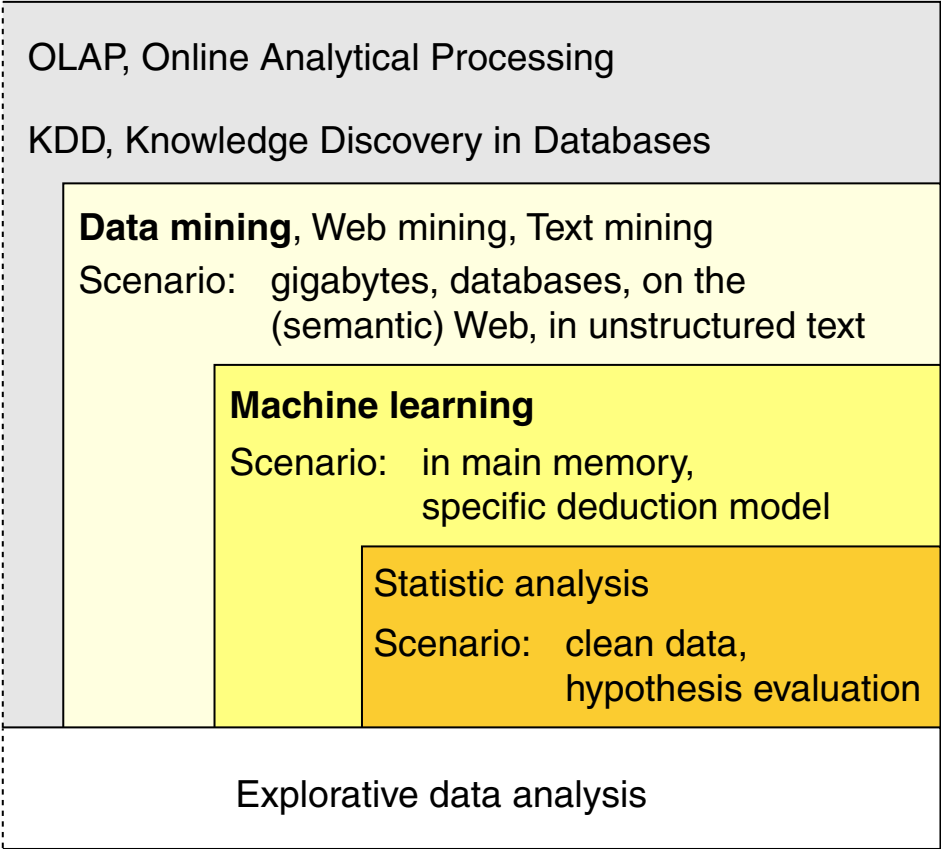 OLAP, Online Analytical Processing
KDD, Knowledge Discovery in Databases
Data mining, Web mining, Text mining
Scenario: gigabytes, databases, on the
(semantic) Web, in unstructured text
Machine learning
Scenario: in main memory,
specific deduction model
Statistic analysis
Scenario: clean data,
hypothesis evaluation
Explorative data analysis